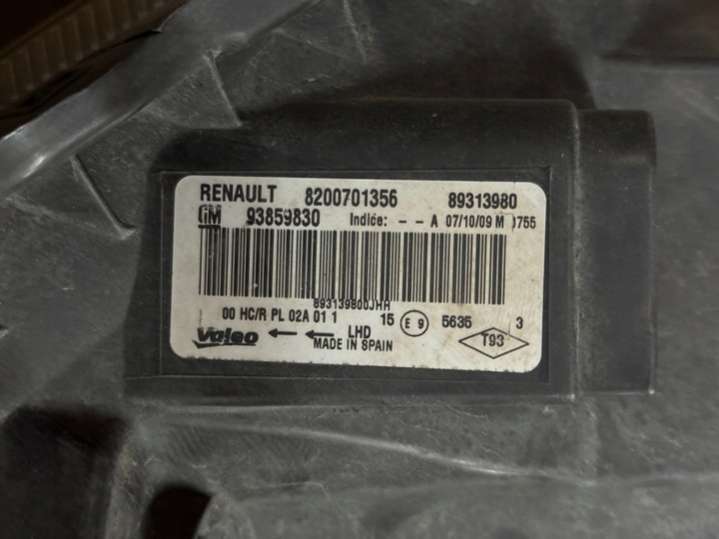 RENAULT 8200701356 89313980
GM 93859830 Indice: - - A 07/10/09 M 1755
893139800JHH
00 HC/R PL 02A 01 1 15 E 9 5635 3
Valeo LHD T93
MADE IN SPAIN